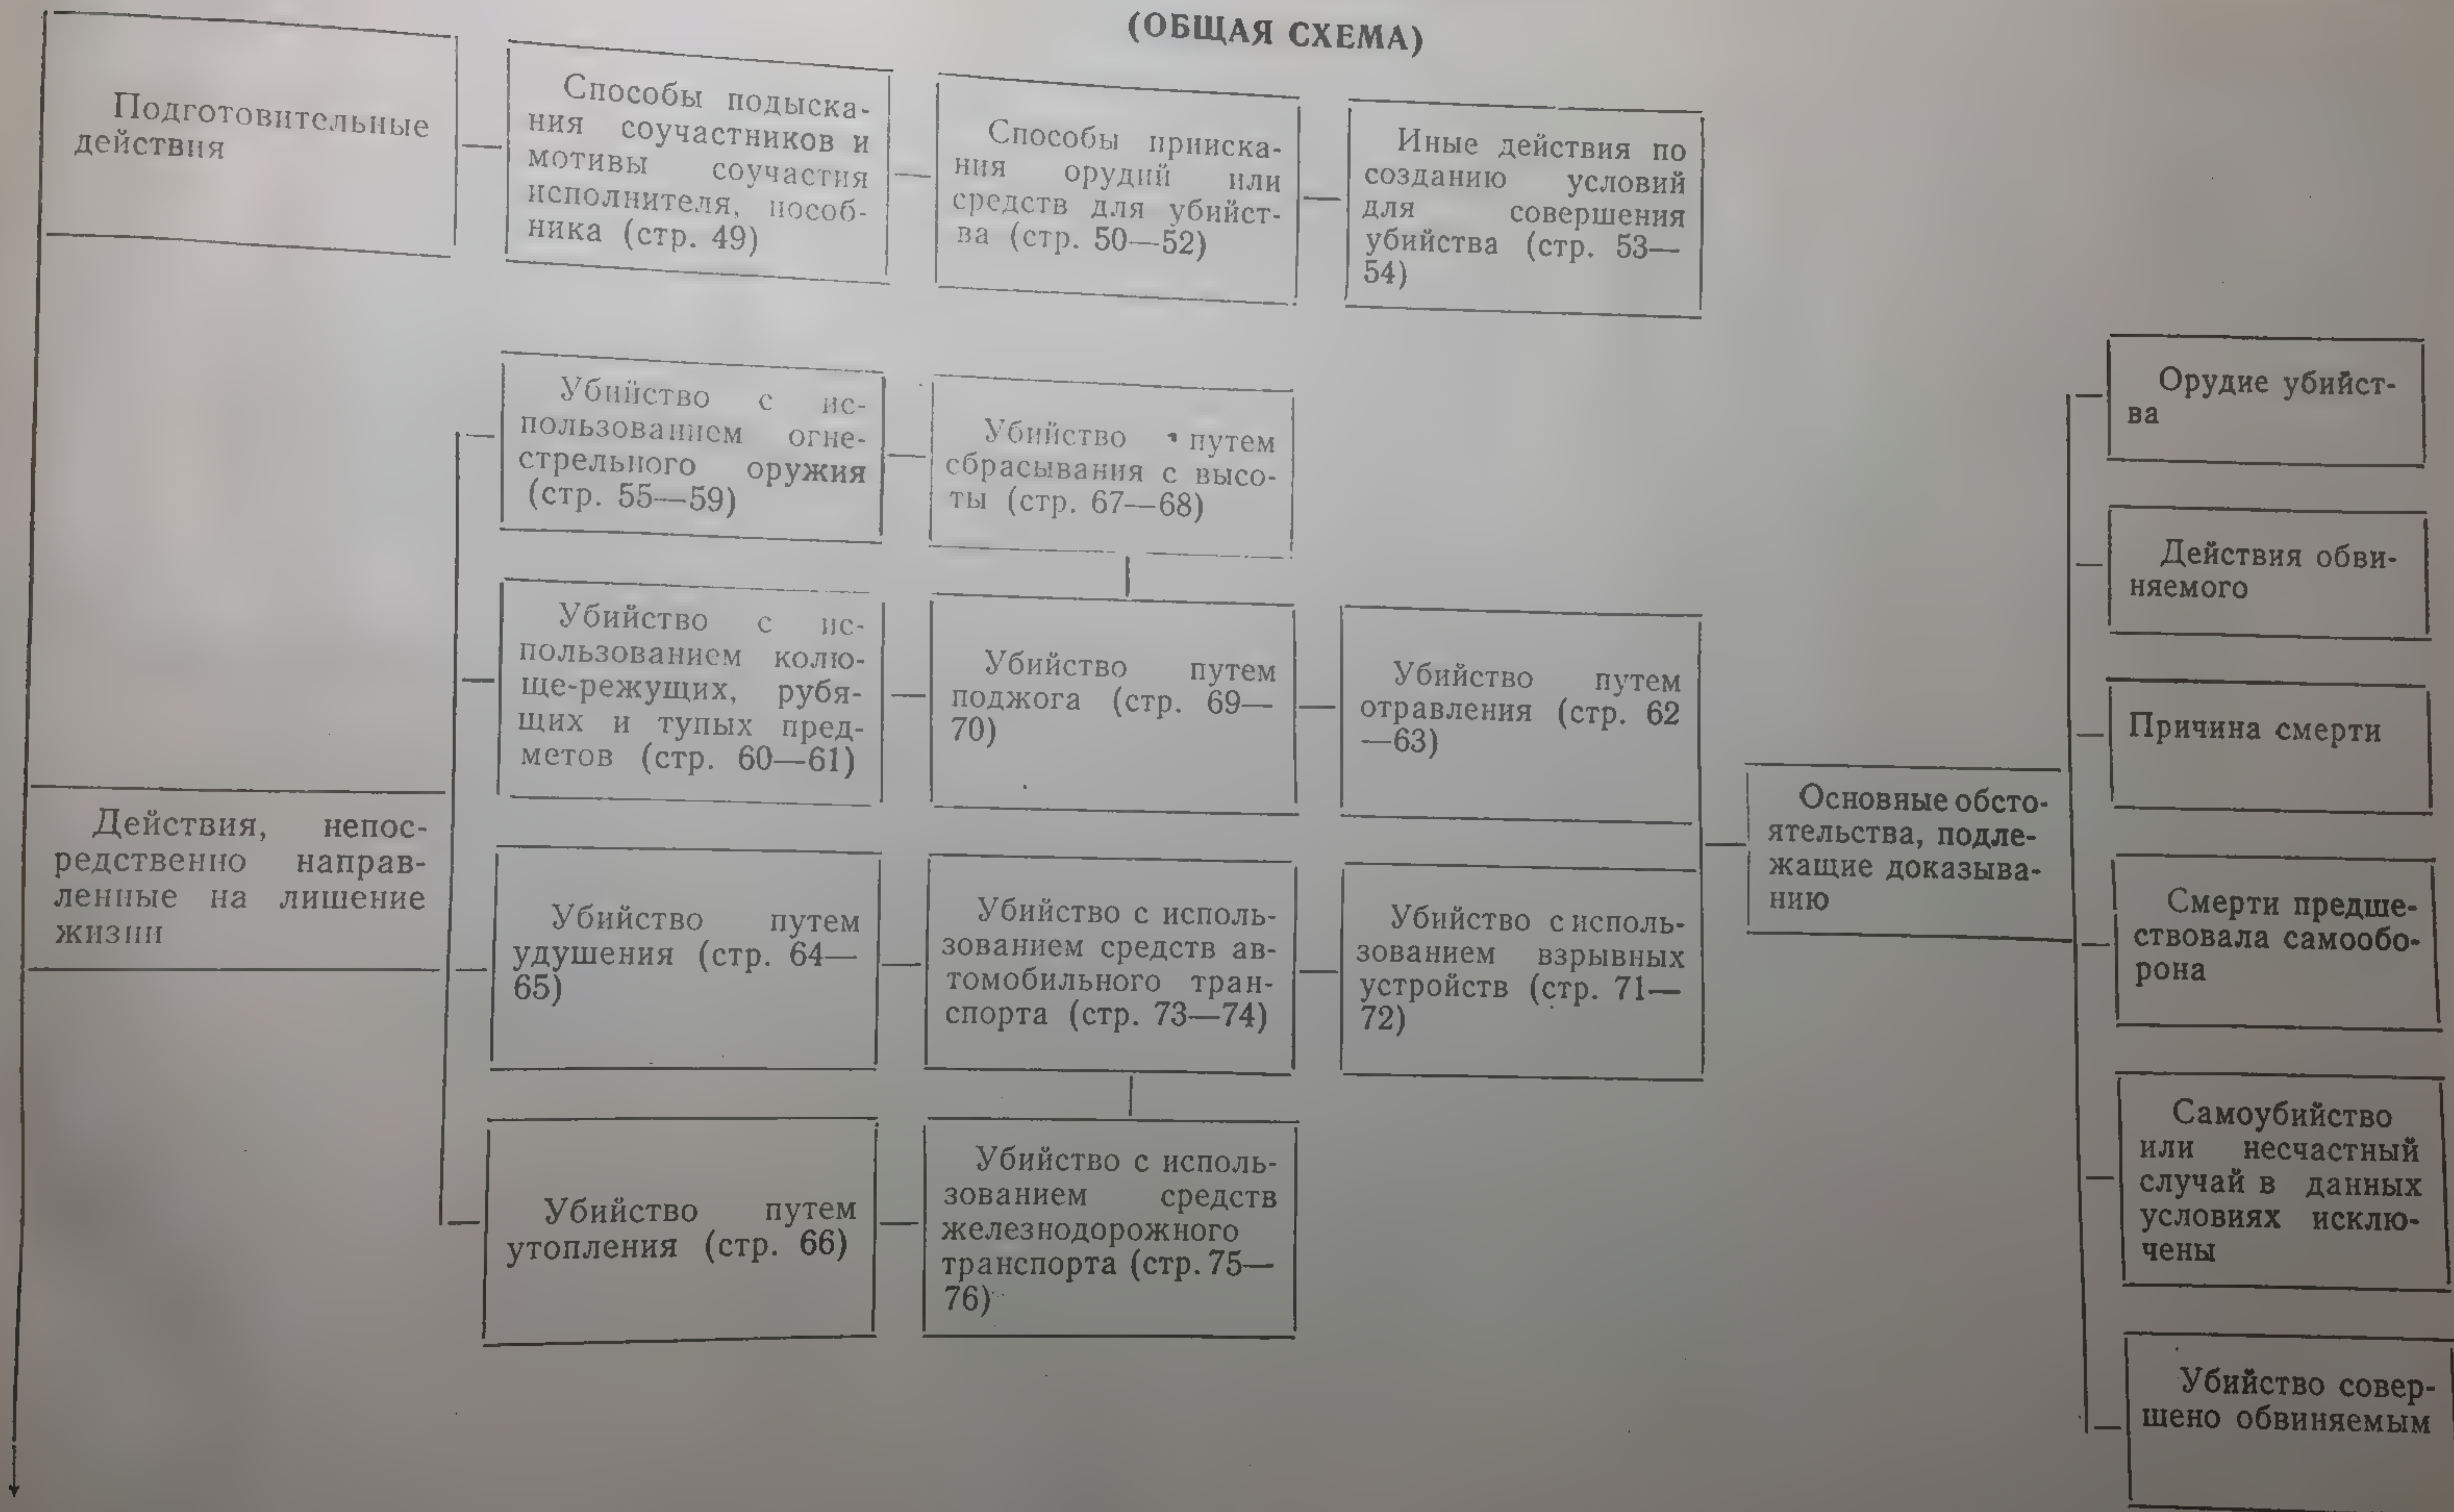 (ОБЩАЯ СХЕМА)
Подготовительные
действия
Способы подыска-
ния соучастников и
мотивы соучастия
исполнителя, пособ-
ника (стр. 49)
Способы приска-
ния орудий или
средств для убийст-
ва (стр. 50—52)
Иные действия по
созданию условий
для совершения
убийства (стр. 53—
54)
Убийство с ис-
пользованием огне-
стрельного оружия
(стр. 55—59)
Убийство путем
сбрасывания с высо-
ты (стр. 67—68)
Убийство с ис-
пользованием колю-
ще-режущих, рубя-
щих и тупых пред-
метов (стр. 60—61)
Убийство путем
поджога (стр. 69—
70)
Убийство путем
отравления (стр. 62
—63)
Действия, непос-
редственно направ-
ленные на лишение
жизни
Убийство путем
удушения (стр. 64—
65)
Убийство с исполь-
зованием средств ав-
томобильного тран-
спорта (стр. 73—74)
Убийство с исполь-
зованием взрывных
устройств (стр. 71—
72)
Убийство путем
утопления (стр. 66)
Убийство с исполь-
зованием средств
железнодорожного
транспорта (стр. 75—
76)
Основные обсто-
ятельства, подле-
жащие доказыва-
нию
Орудие убийст-
ва
Действия обви-
няемого
Причина смерти
Смерти предше-
ствовала самообо-
рона
Самоубийство
или несчастный
случай в данных
условиях исклю-
чены
Убийство совер-
шено обвиняемым